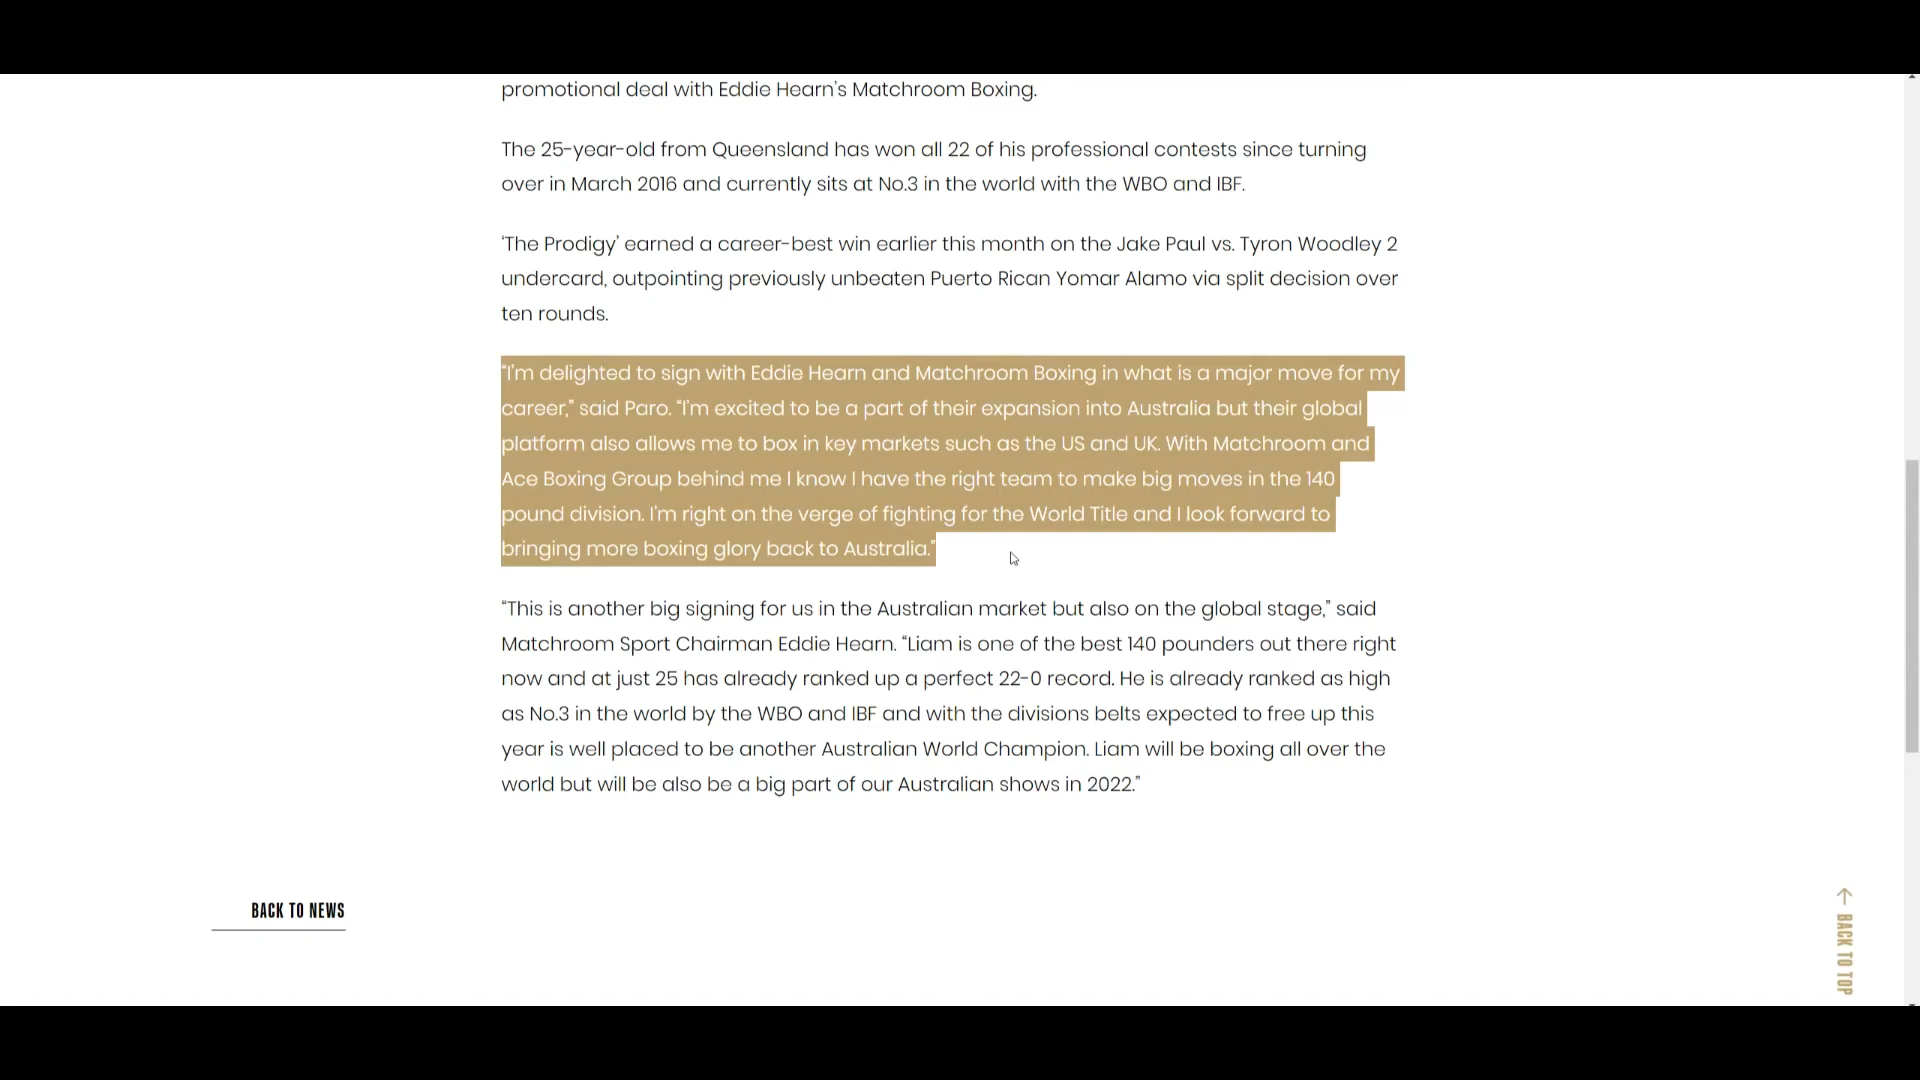 promotional deal with Eddie Hearn’s Matchroom Boxing.
The 25-year-old from Queensland has won all 22 of his professional contests since turning
over in March 2016 and currently sits at No.3 in the world with the WBO and IBF.
‘The Prodigy’ earned a career-best win earlier this month on the Jake Paul vs. Tyron Woodley 2
undercard, outpointing previously unbeaten Puerto Rican Yomar Alamo via split decision over
ten rounds.
“I’m delighted to sign with Eddie Hearn and Matchroom Boxing in what is a major move for my
career,” said Paro. “I’m excited to be a part of their expansion into Australia but their global
platform also allows me to box in key markets such as the US and UK. With Matchroom and
Ace Boxing Group behind me I know I have the right team to make big moves in the 140
pound division. I’m right on the verge of fighting for the World Title and I look forward to
bringing more boxing glory back to Australia.”
“This is another big signing for us in the Australian market but also on the global stage,” said
Matchroom Sport Chairman Eddie Hearn. “Liam is one of the best 140 pounders out there right
now and at just 25 has already ranked up a perfect 22-0 record. He is already ranked as high
as No.3 in the world by the WBO and IBF and with the divisions belts expected to free up this
year is well placed to be another Australian World Champion. Liam will be boxing all over the
world but will be also be a big part of our Australian shows in 2022.”
BACK TO NEWS
BACK TO TOP